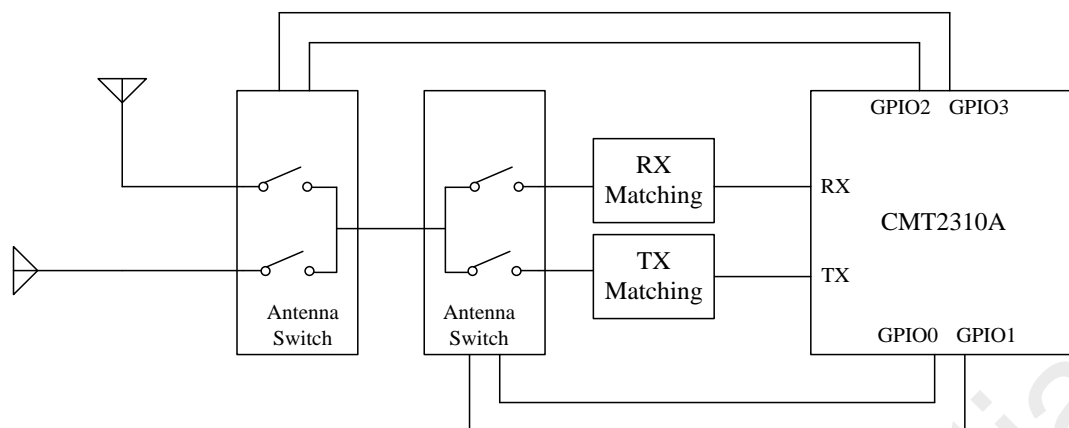 GPIO2 GPIO3
RX
Matching
RX
CMT2310A
TX
Matching
TX
Antenna
Switch
Antenna
Switch
GPIO0 GPIO1